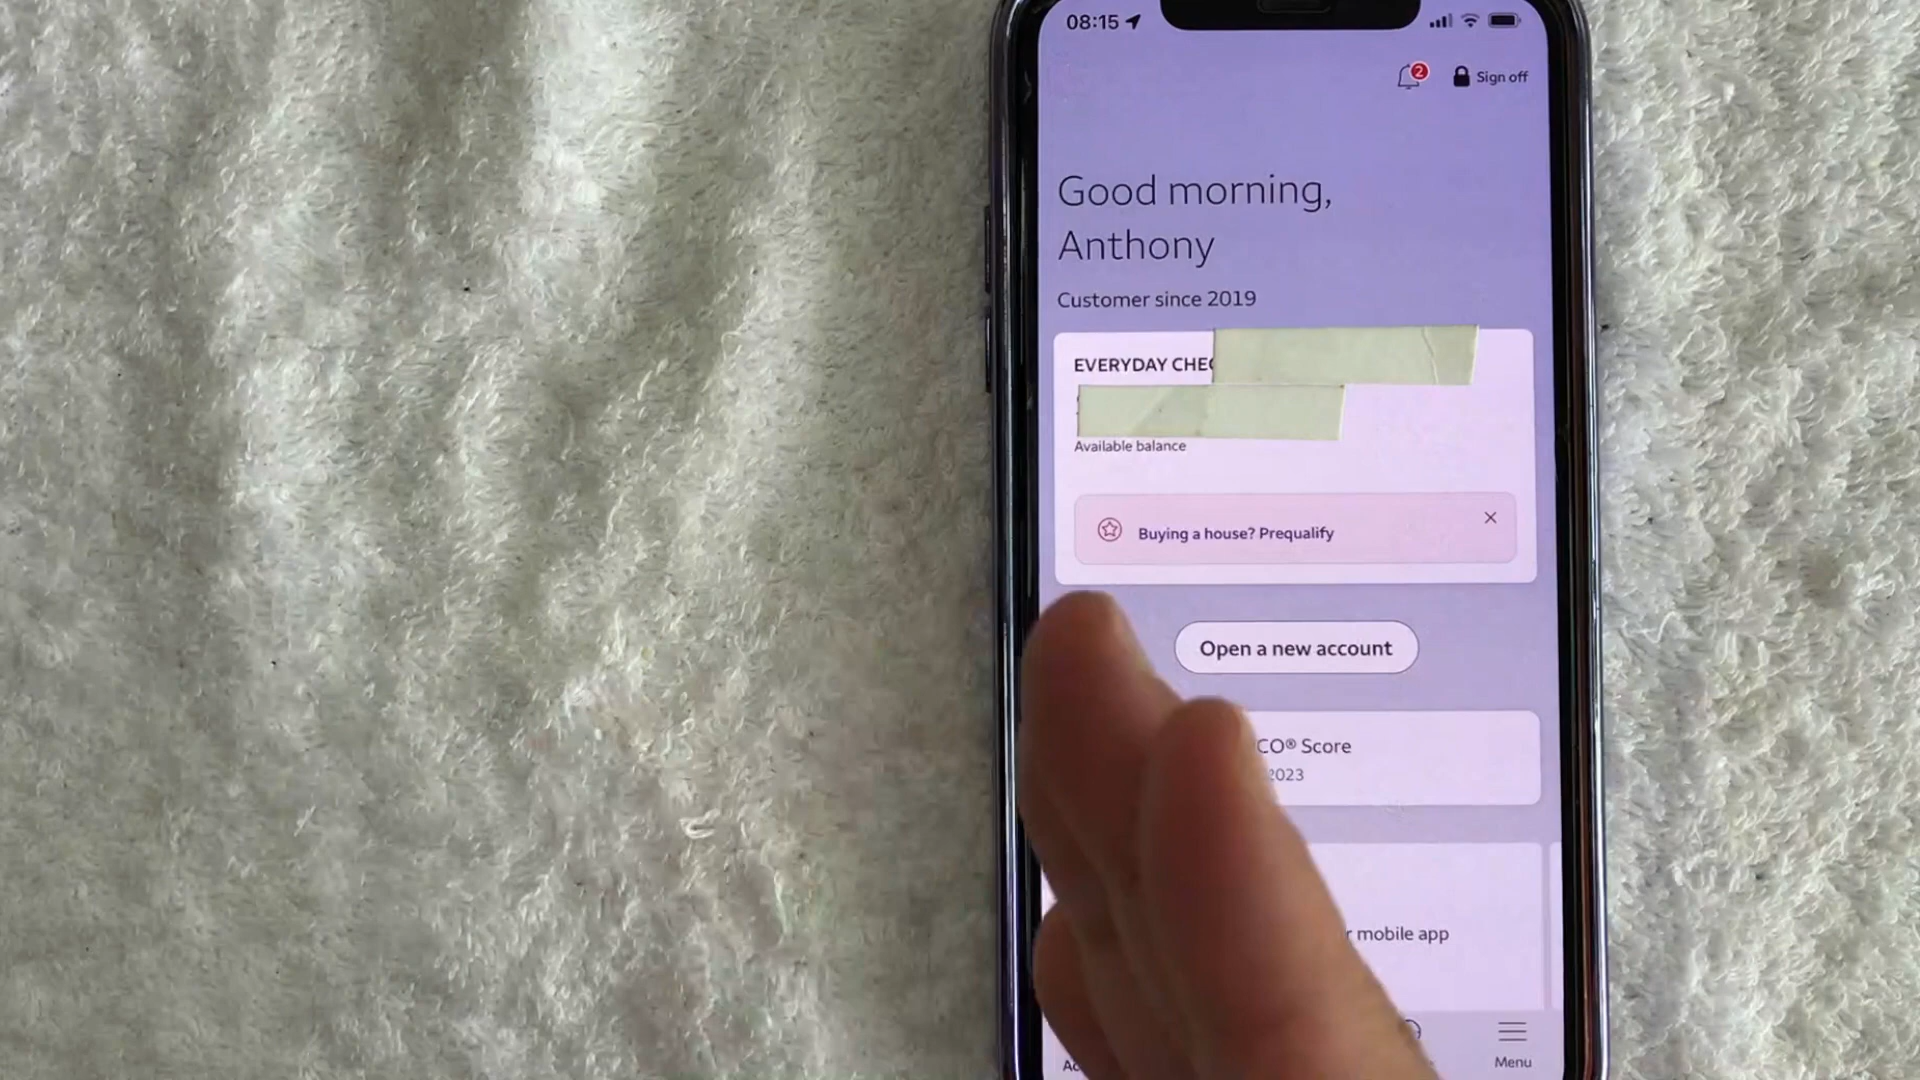 08:15
2
Sign off
Good morning,
Anthony
Customer since 2019
EVERYDAY CHEC
Available balance
Buying a house? Prequalify
Open a new account
CO® Score
2023
r mobile app
Menu